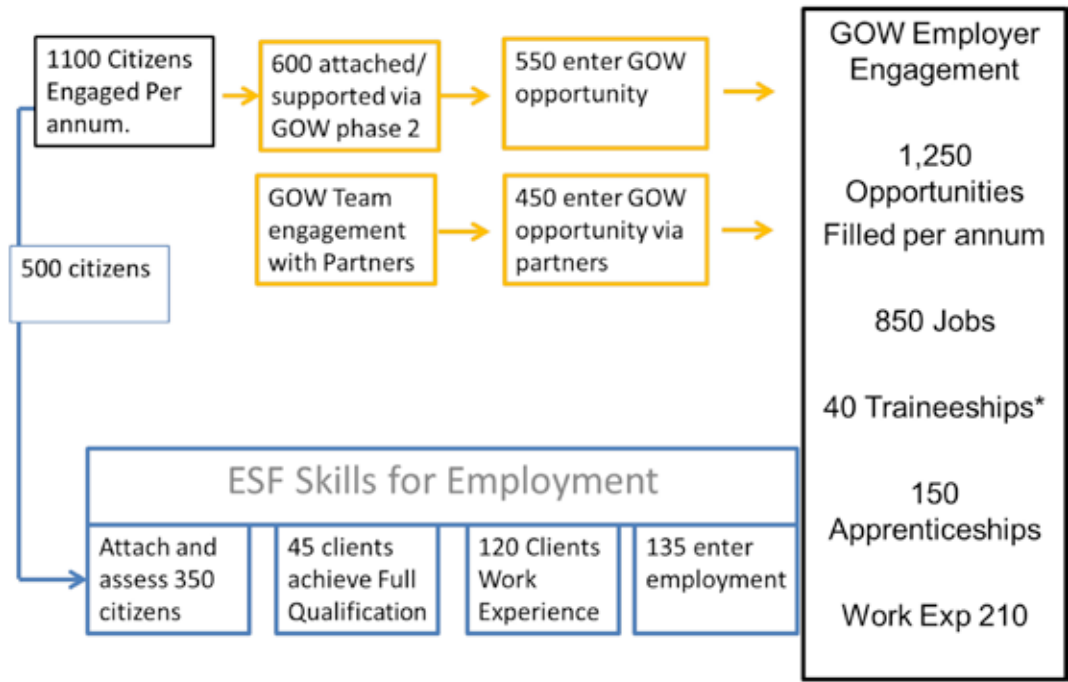 1100 Citizens
Engaged Per
annum.
600 attached/
supported via
GOW phase 2
550 enter GOW
opportunity
GOW Team
engagement
with Partners
450 enter GOW
opportunity via
partners
500 citizens
ESF Skills for Employment
Attach and
assess 350
citizens
45 clients
achieve Full
Qualification
120 Clients
Work
Experience
135 enter
employment
GOW Employer
Engagement
1,250
Opportunities
Filled per annum
850 Jobs
40 Traineeships*
150
Apprenticeships
Work Exp 210